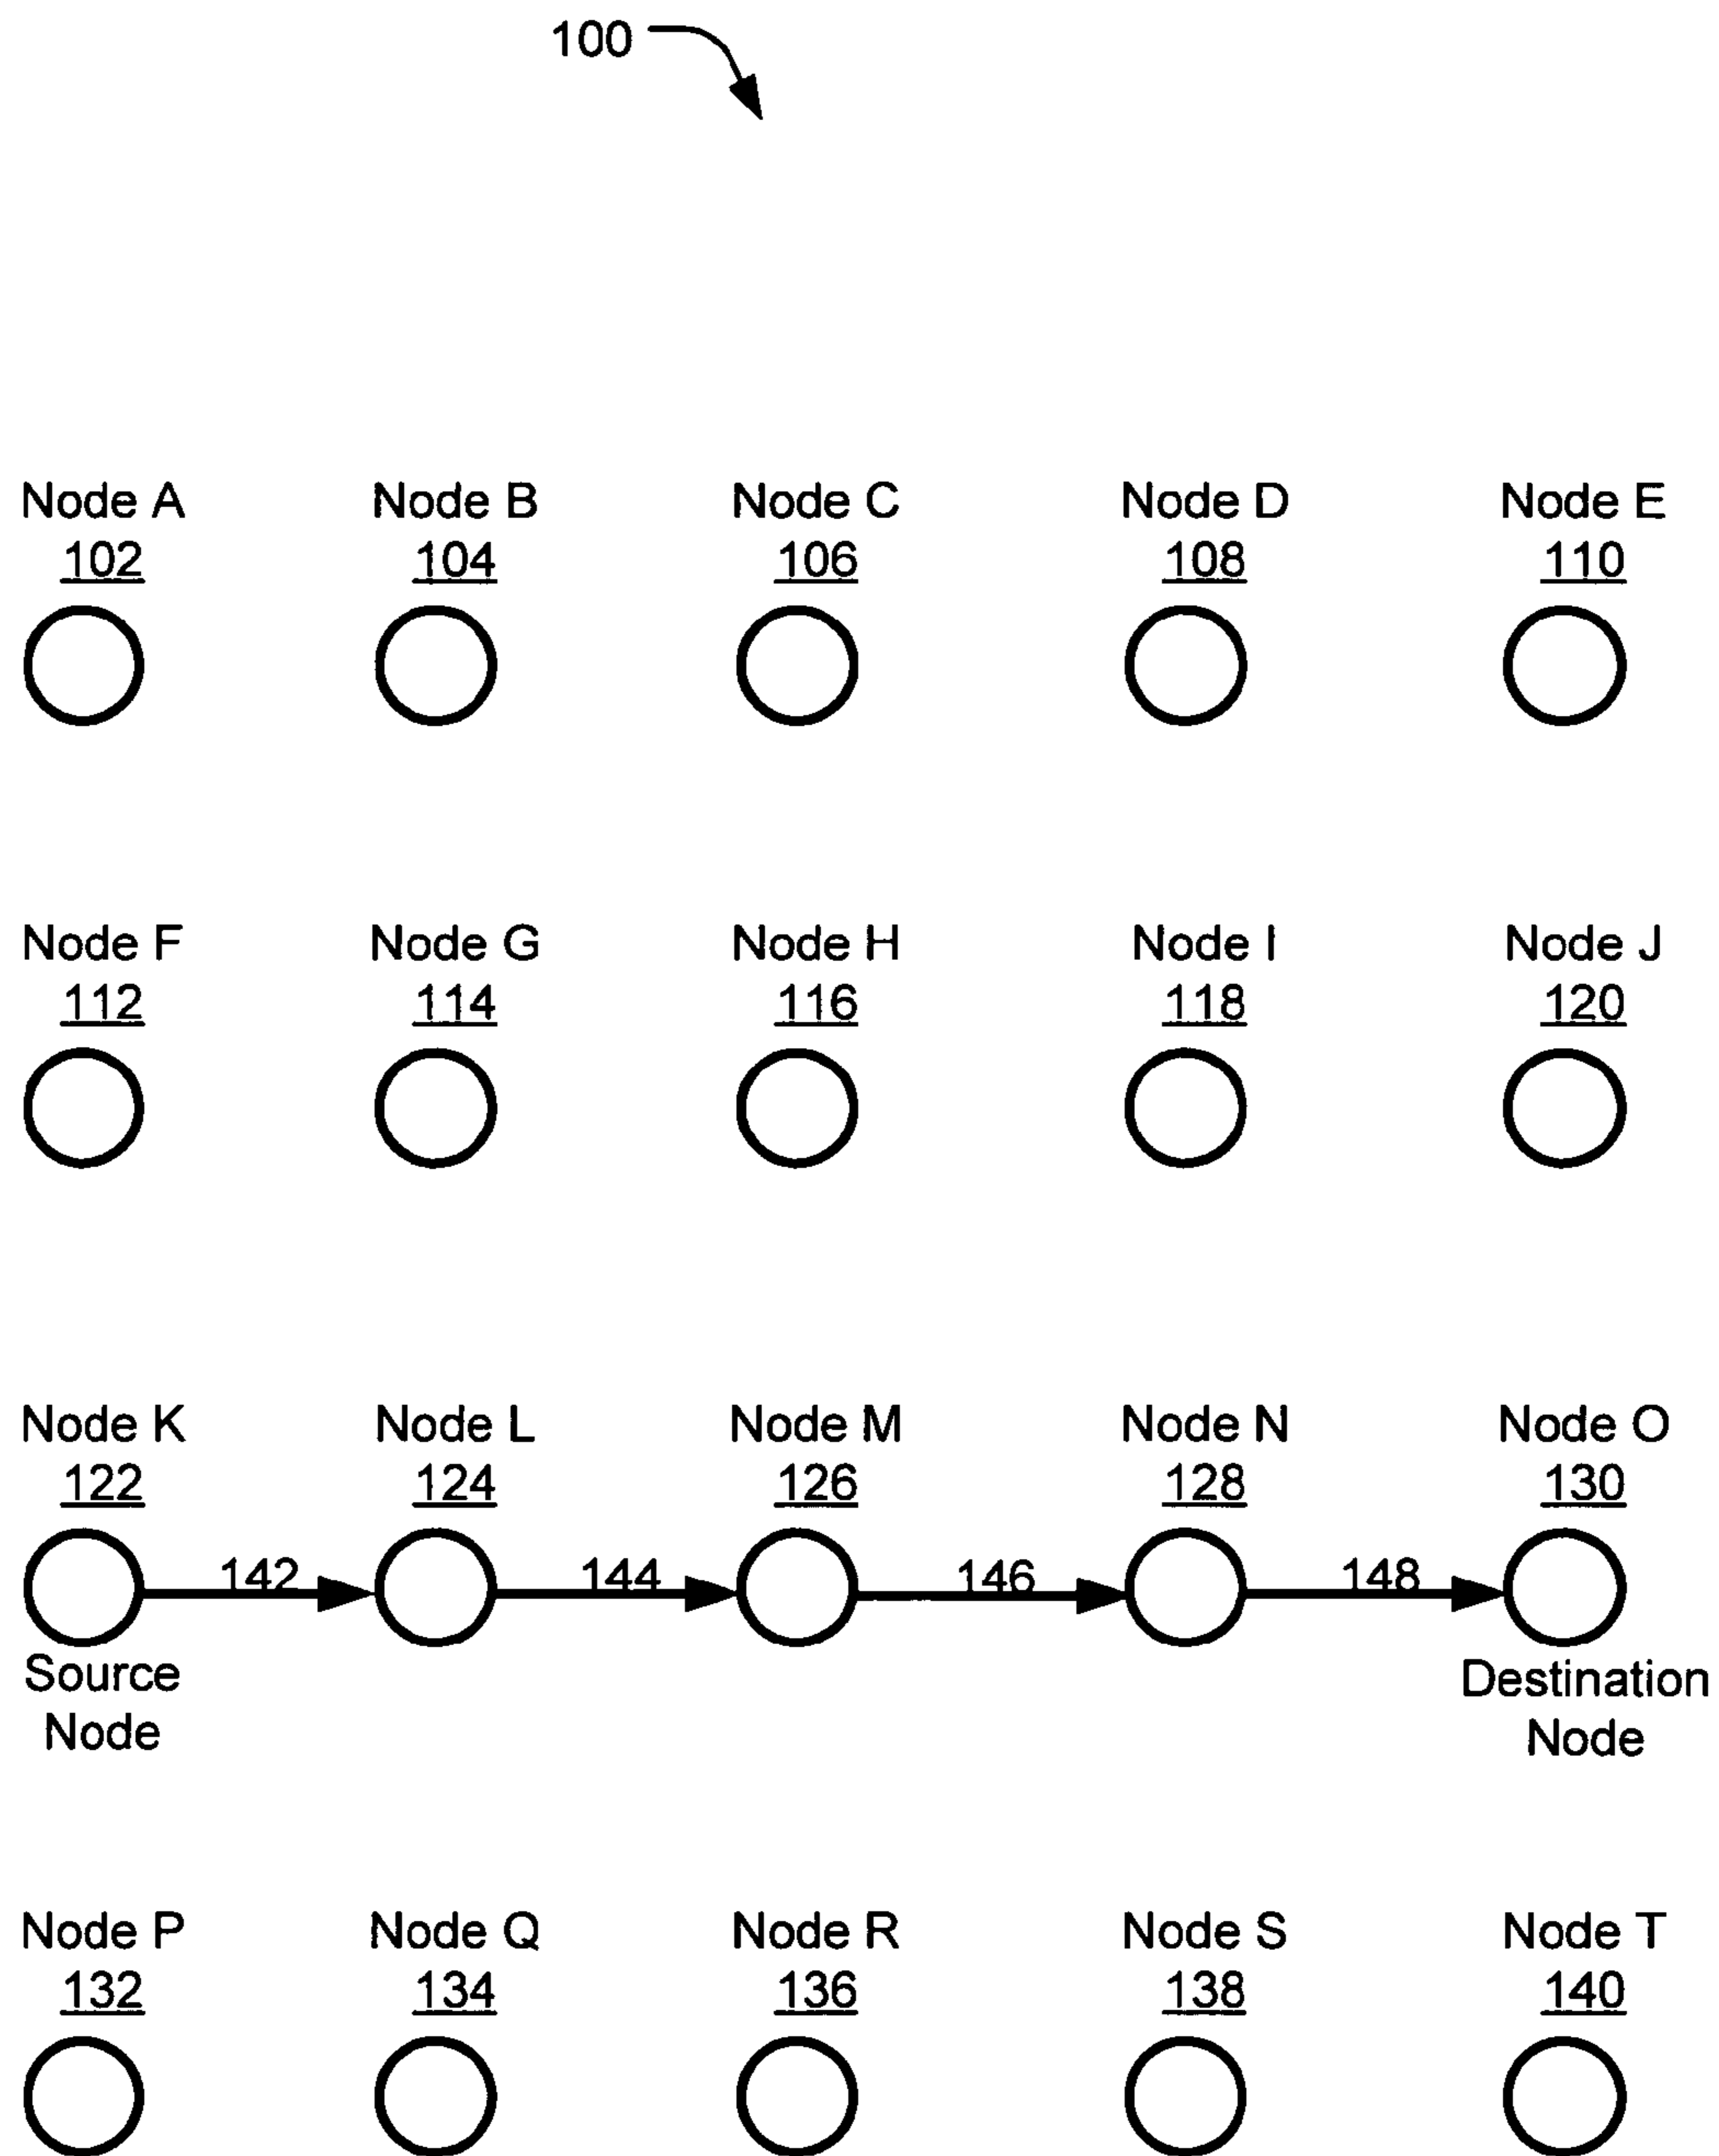 100
Node A Node B Node C Node D Node E
102 104 106 108 110
Node F Node G Node H Node I Node J
112 114 116 118 120
Node K Node L Node M Node N Node O
122 124 126 128 130
142 144 146 148
Source Destination
Node Node
Node P Node Q Node R Node S Node T
132 134 136 138 140